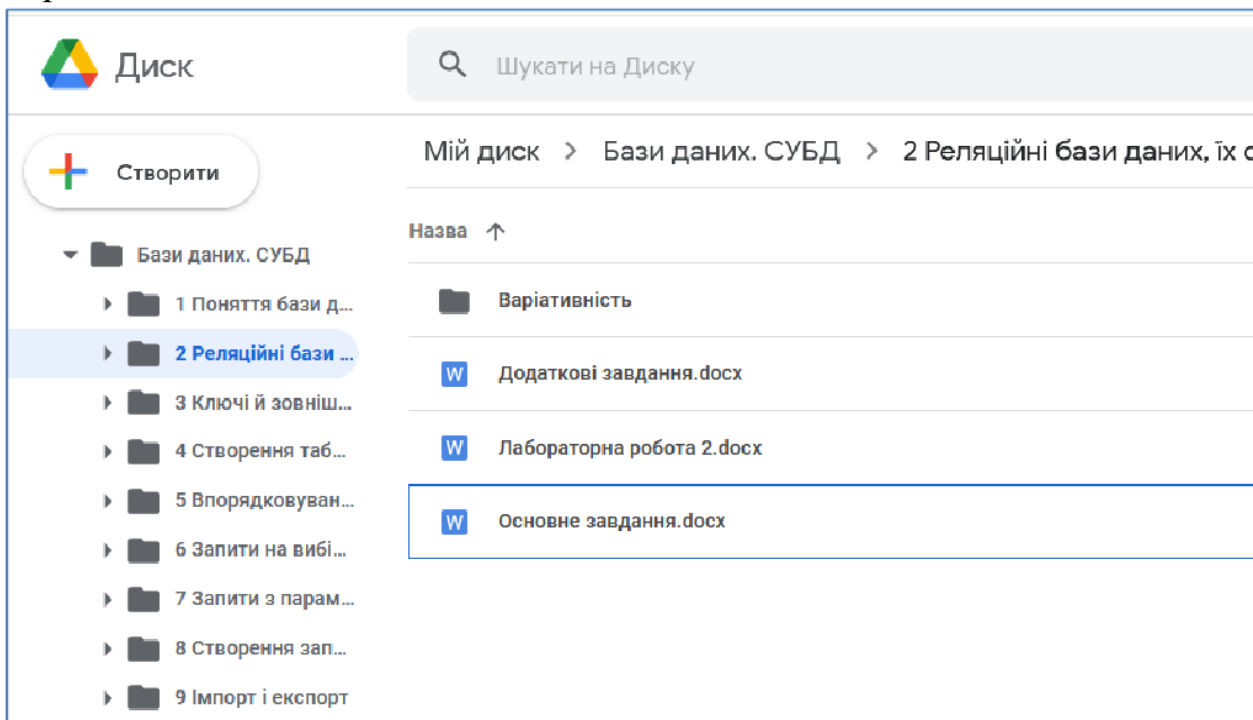 Диск
Шукати на Диску
Створити
Мій диск > Бази даних. СУБД > 2 Реляційні бази даних, їх
Назва
Бази даних. СУБД
1 Поняття бази д...
2 Реляційні бази ...
3 Ключі й зовніш...
4 Створення таб...
5 Впорядковуван...
6 Запити на вибі...
7 Запити з парам...
8 Створення зап...
9 Імпорт і експорт
Варіативність
W Додаткові завдання.docx
W Лабораторна робота 2.docx
W Основне завдання.docx